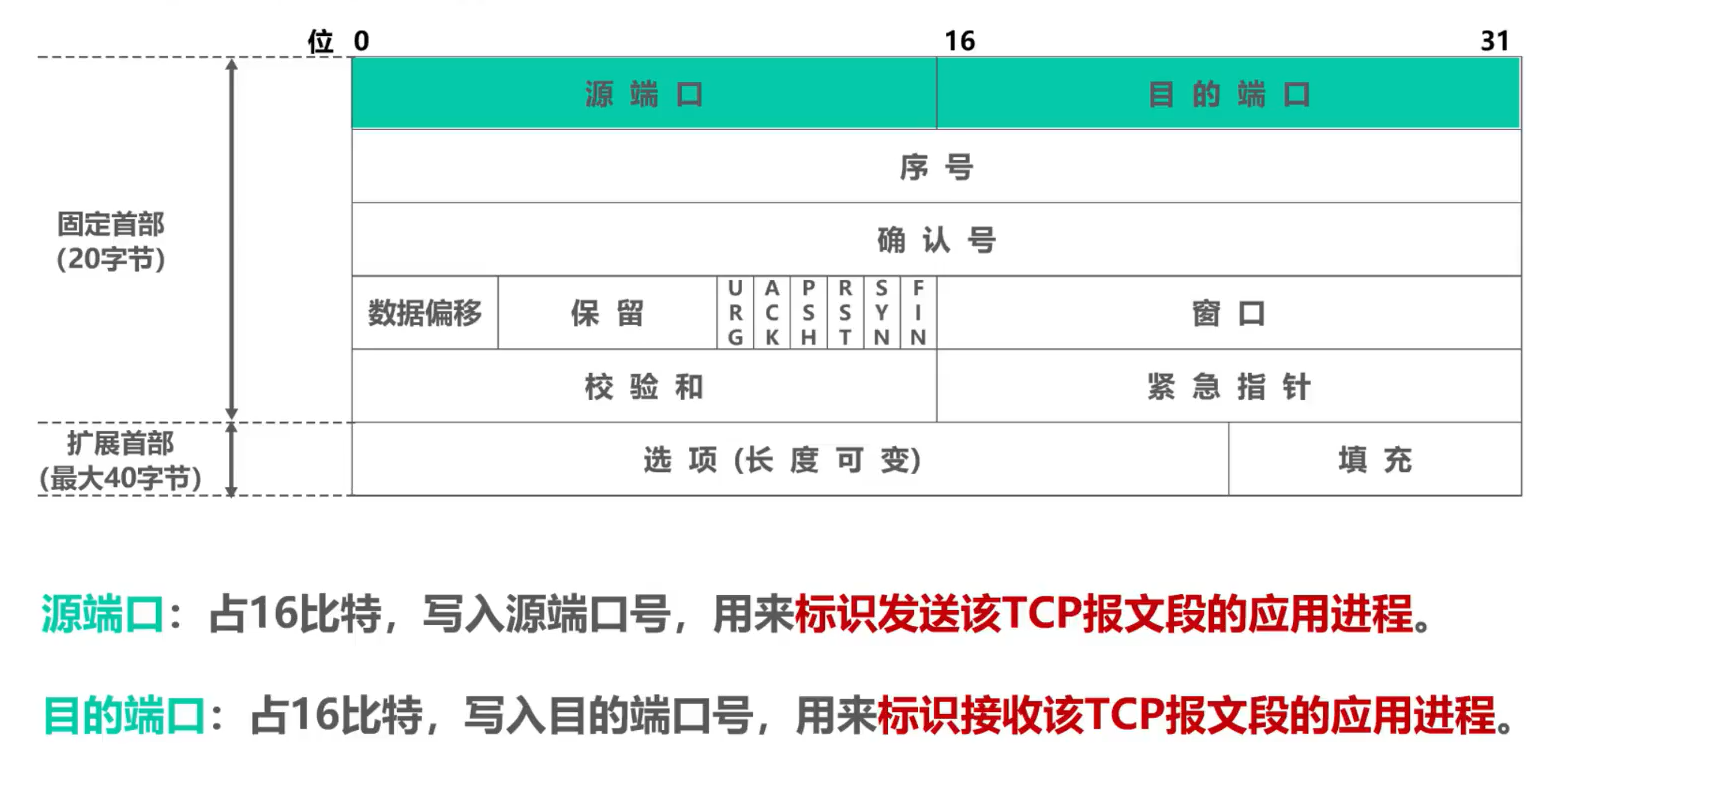 位 0 16 31
源 端 口 目 的 端 口
序 号
固定首部
(20字节)
确 认 号
数据偏移 保 留 URG ACK PSH RST SYN FIN 窗 口
校 验 和 紧 急 指 针
扩展首部
(最大40字节)
选 项 (长 度 可 变) 填 充
源端口：占16比特，写入源端口号，用来标识发送该TCP报文段的应用进程。
目的端口：占16比特，写入目的端口号，用来标识接收该TCP报文段的应用进程。